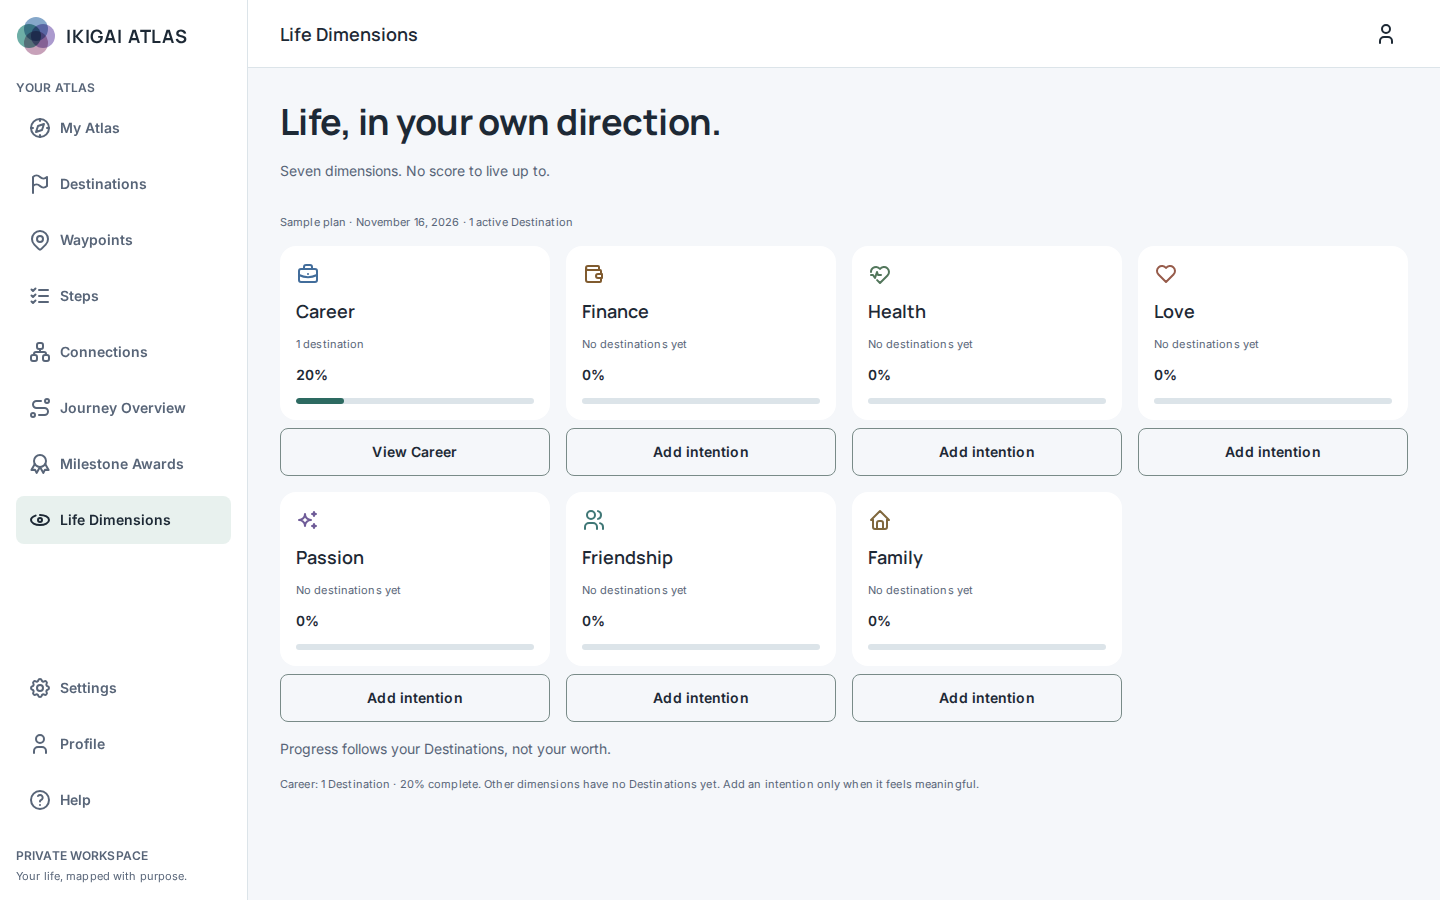 IKIGAI ATLAS
YOUR ATLAS
My Atlas
Destinations
Waypoints
Steps
Connections
Journey Overview
Milestone Awards
Life Dimensions
Settings
Profile
Help
PRIVATE WORKSPACE
Your life, mapped with purpose.
Life Dimensions
Life, in your own direction.
Seven dimensions. No score to live up to.
Sample plan · November 16, 2026 · 1 active Destination
Career
1 destination
20%
View Career
Finance
No destinations yet
0%
Add intention
Health
No destinations yet
0%
Add intention
Love
No destinations yet
0%
Add intention
Passion
No destinations yet
0%
Add intention
Friendship
No destinations yet
0%
Add intention
Family
No destinations yet
0%
Add intention
Progress follows your Destinations, not your worth.
Career: 1 Destination · 20% complete. Other dimensions have no Destinations yet. Add an intention only when it feels meaningful.